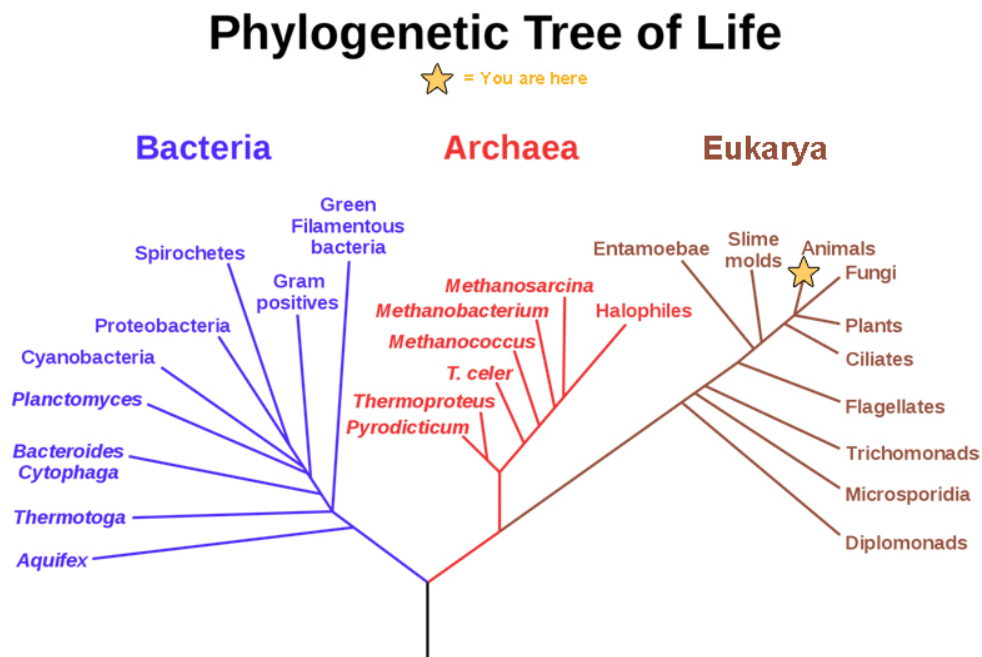 Phylogenetic Tree of Life
= You are here
Bacteria
Archaea
Eukarya
Green
Filamentous
bacteria
Spirochetes
Gram
positives
Proteobacteria
Cyanobacteria
Planctomyces
Bacteroides
Cytophaga
Thermotoga
Aquifex
Methanosarcina
Methanobacterium
Halophiles
Methanococcus
T. celer
Thermoproteus
Pyrodicticum
Entamoebae
Slime
molds
Animals
Fungi
Plants
Ciliates
Flagellates
Trichomonads
Microsporidia
Diplomonads